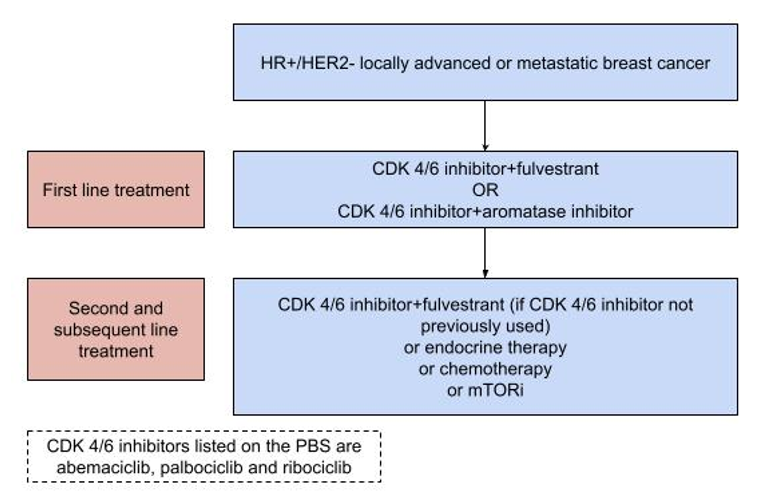 HR+/HER2- locally advanced or metastatic breast cancer
First line treatment
CDK 4/6 inhibitor+fulvestrant
OR
CDK 4/6 inhibitor+aromatase inhibitor
Second and
subsequent line
treatment
CDK 4/6 inhibitor+fulvestrant (if CDK 4/6 inhibitor not
previously used)
or endocrine therapy
or chemotherapy
or mTORi
CDK 4/6 inhibitors listed on the PBS are
abemaciclib, palbociclib and ribociclib